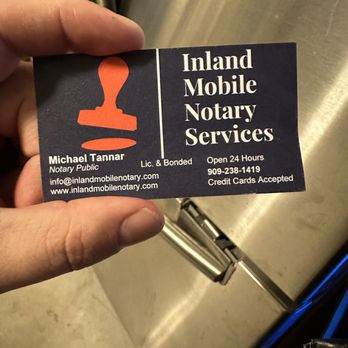 Inland
Mobile
Notary
Services
Michael Tannar
Notary Public
Lic. & Bonded
info@inlandmobilenotary.com
www.inlandmobilenotary.com
Open 24 Hours
909-238-1419
Credit Cards Accepted